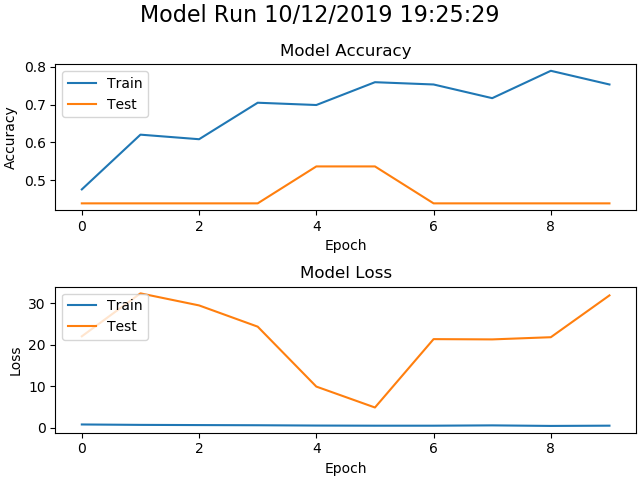 Model Run 10/12/2019 19:25:29
Model Accuracy
0.8
0.7
0.6
0.5
Accuracy
Train
Test
0 2 4 6 8
Epoch
Model Loss
30
20
10
0
Loss
Train
Test
0 2 4 6 8
Epoch